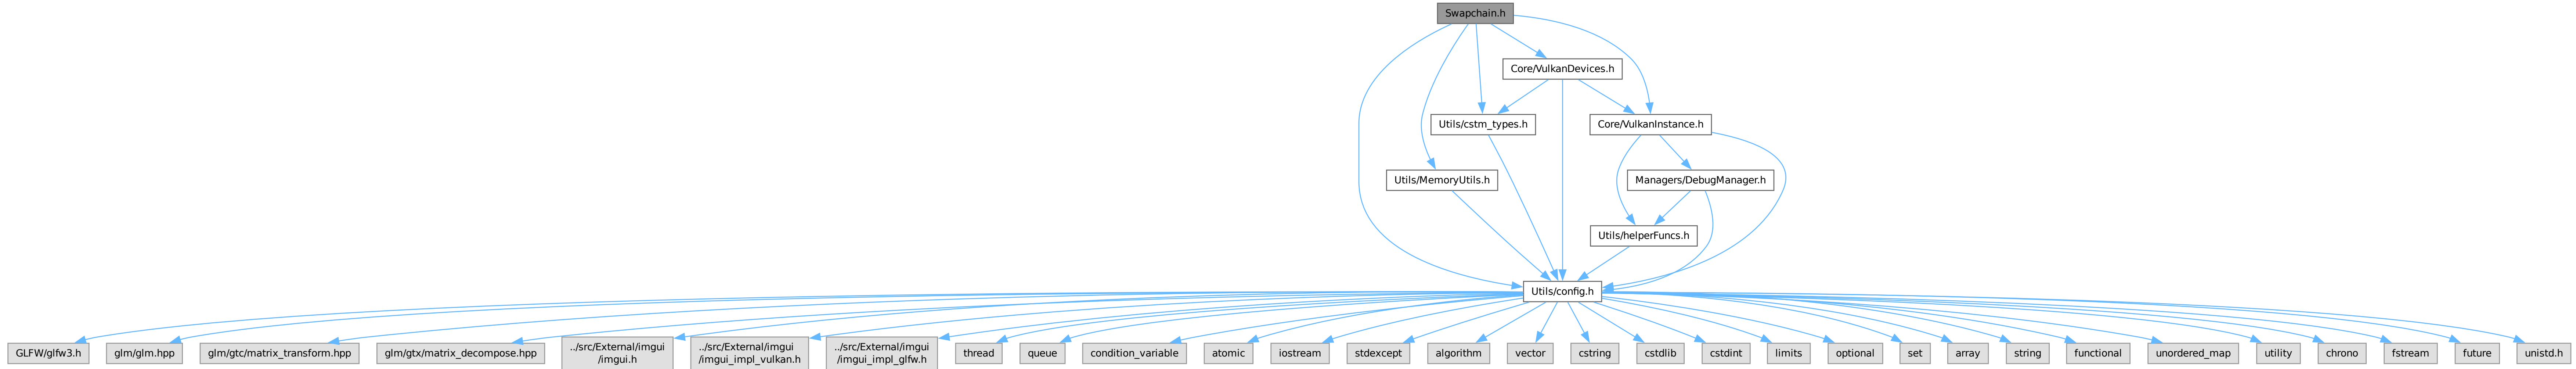 Swapchain.h
Core/VulkanDevices.h
Utils/cstm_types.h
Core/VulkanInstance.h
Utils/MemoryUtils.h
Managers/DebugManager.h
Utils/helperFuncs.h
Utils/config.h
GLFW/glfw3.h
glm/glm.hpp
glm/gtc/matrix_transform.hpp
glm/gtx/matrix_decompose.hpp
../src/External/imgui
/imgui.h
../src/External/imgui
/imgui_impl_vulkan.h
../src/External/imgui
/imgui_impl_glfw.h
thread
queue
condition_variable
atomic
iostream
stdexcept
algorithm
vector
cstring
cstdlib
cstdint
limits
optional
set
array
string
functional
unordered_map
utility
chrono
fstream
future
unistd.h